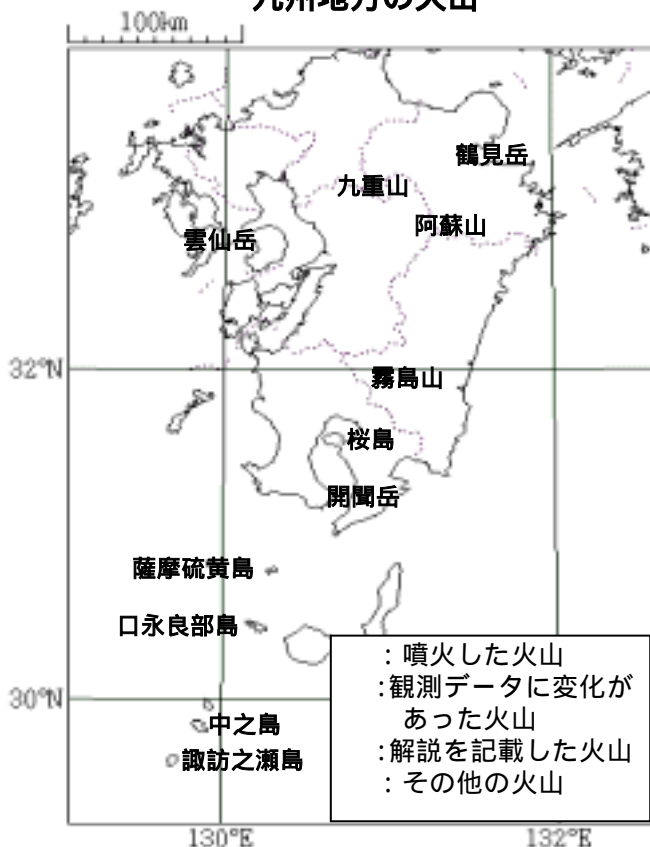 九州地方の火山
100km
鶴見岳
九重山
阿蘇山
雲仙岳
32°N
霧島山
桜島
開聞岳
薩摩硫黄島
口永良部島
30°N
中之島
諏訪之瀬島
：噴火した火山
：観測データに変化が
あった火山
：解説を記載した火山
：その他の火山
130°E
132°E